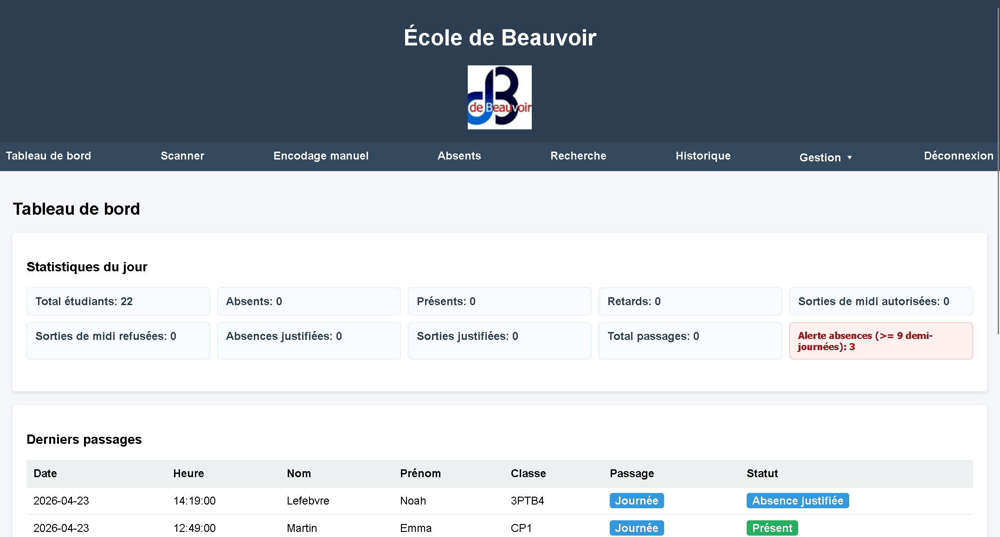 École de Beauvoir
de Beauvoir
Tableau de bord Scanner Encodage manuel Absents Recherche Historique Gestion ▼ Déconnexion
Tableau de bord
Statistiques du jour
Total étudiants: 22 Absents: 0 Présents: 0 Retards: 0 Sorties de midi autorisées: 0
Sorties de midi refusées: 0 Absences justifiées: 0 Sorties justifiées: 0 Total passages: 0 Alerte absences (>= 9 demi-
journées): 3
Derniers passages
Date Heure Nom Prénom Classe Passage Statut
2026-04-23 14:19:00 Lefebvre Noah 3PTB4 Journée Absence justifiée
2026-04-23 12:49:00 Martin Emma CP1 Journée Présent